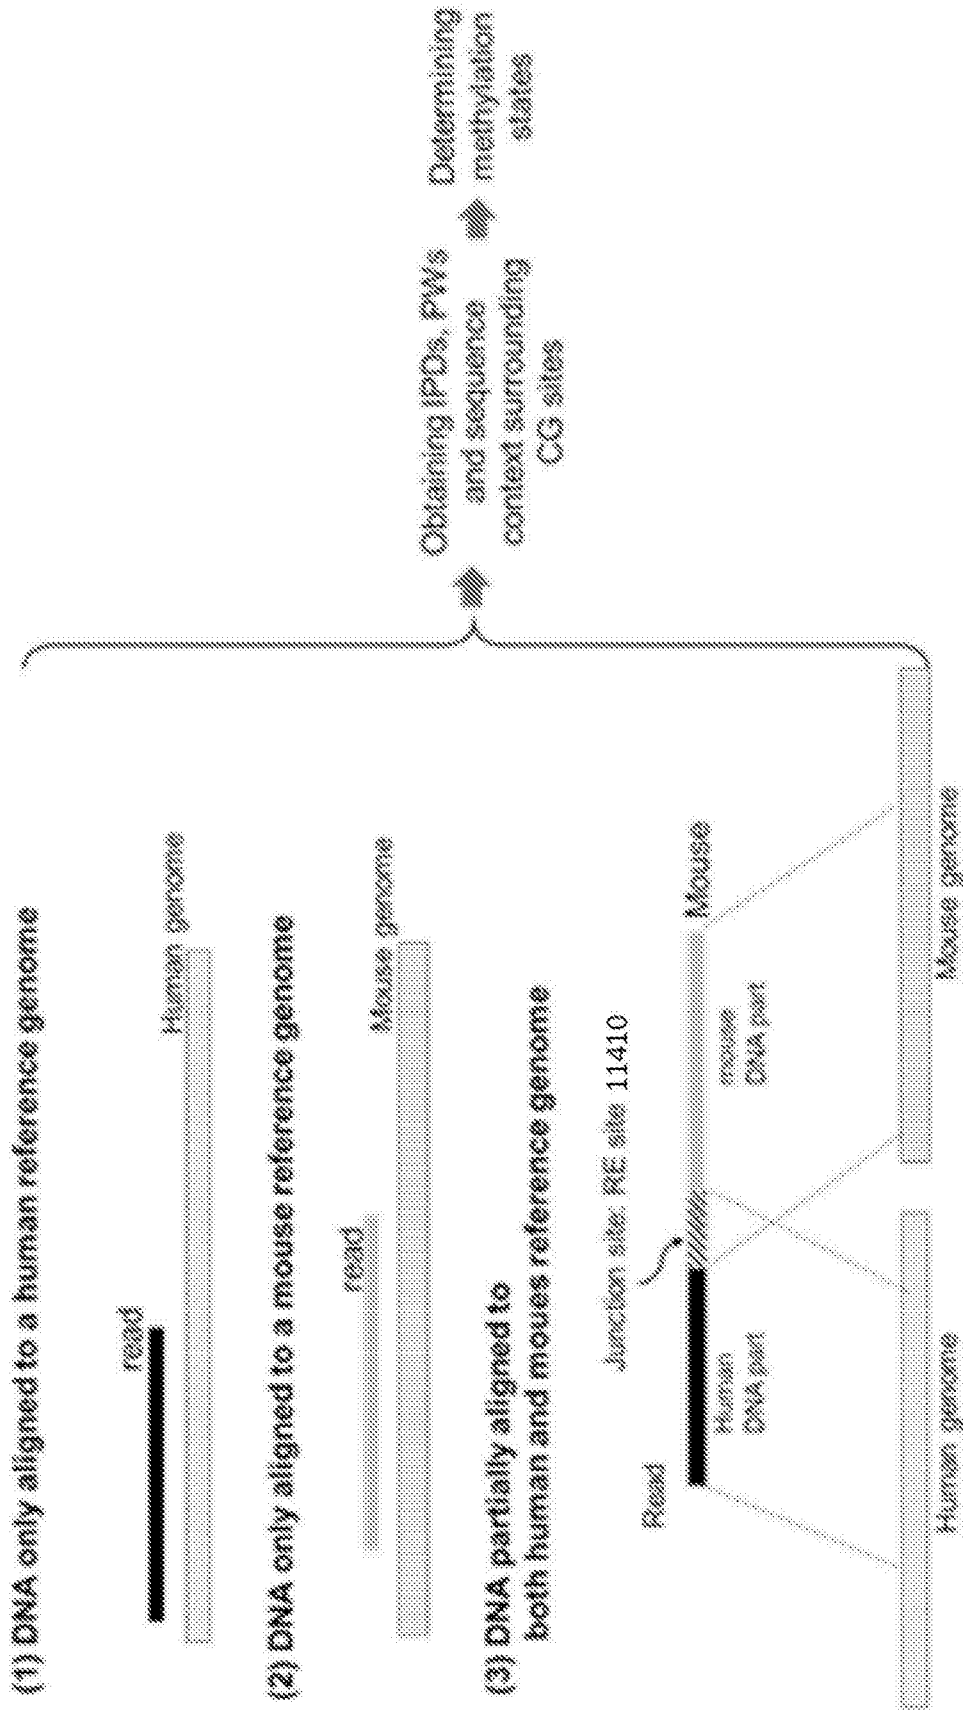 (1) DNA only aligned to a human reference genome
read
Human genome
(2) DNA only aligned to a mouse reference genome
read
Mouse genome
(3) DNA partially aligned to
both human and moues reference genome
Junction site: RE site 11410
Read
Mouse
Human
DNA part
mouse
DNA part
Human genome
Mouse genome
Obtaining IPDs, PWs
and sequence
context surrounding
CG sites
Determining
methylation
states